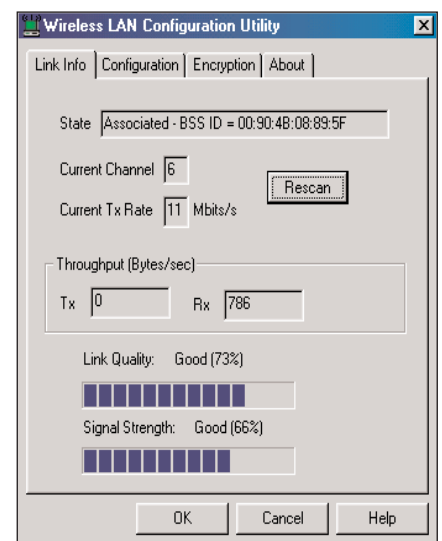 Wireless LAN Configuration Utility
Link Info Configuration Encryption About
State Associated - BSS ID = 00:90:4B:08:89:5F
Current Channel 6
Rescan
Current Tx Rate 11 Mbits/s
Throughput (Bytes/sec)
Tx 0 Rx 786
Link Quality: Good (73%)
Signal Strength: Good (66%)
OK Cancel Help